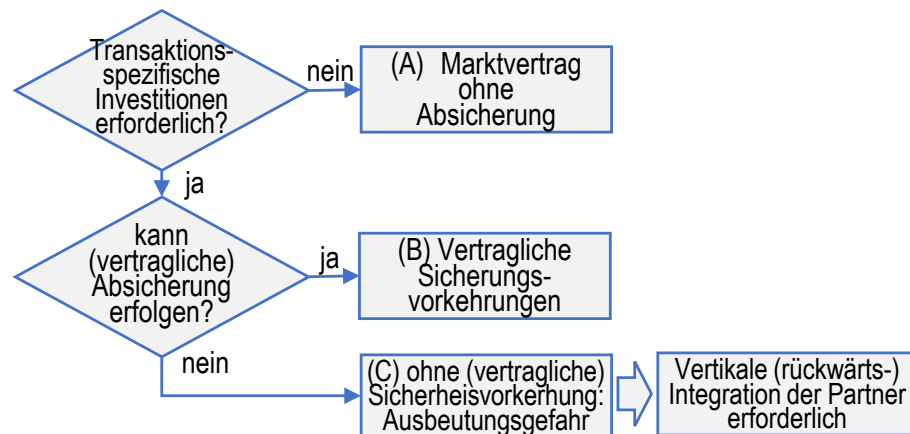 Transaktions-
spezifische
Investitionen
erforderlich?
nein
(A) Marktvertrag
ohne
Absicherung
ja
kann
(vertragliche)
Absicherung
erfolgen?
ja
(B) Vertragliche
Sicherungs-
vorkehrungen
nein
(C) ohne (vertragliche)
Sicherheisvorkerhung:
Ausbeutungsgefahr
Vertikale (rückwärts-)
Integration der Partner
erforderlich